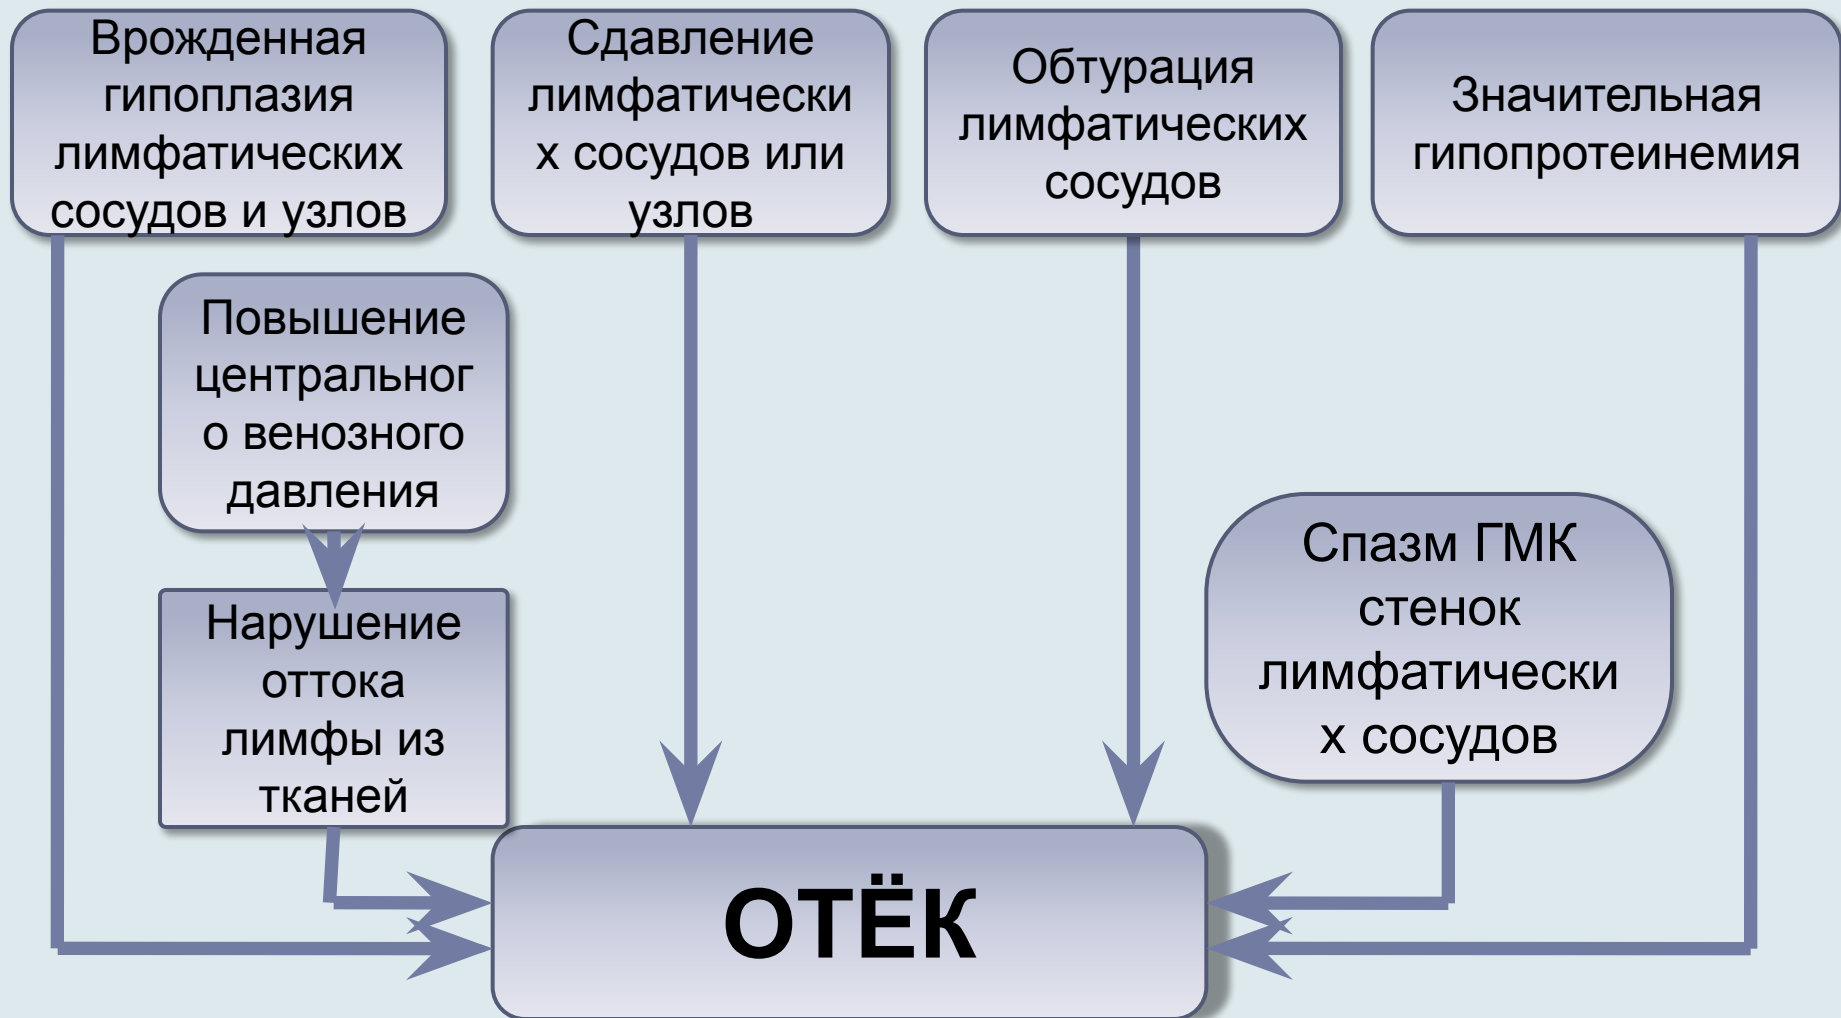 Врожденная
гипоплазия
лимфатических
сосудов и узлов
Сдавление
лимфатически
х сосудов или
узлов
Обтурация
лимфатических
сосудов
Значительная
гипопротеинемия
Повышение
центральног
о венозного
давления
Нарушение
оттока
лимфы из
тканей
Спазм ГМК
стенок
лимфатически
х сосудов
ОТЁК